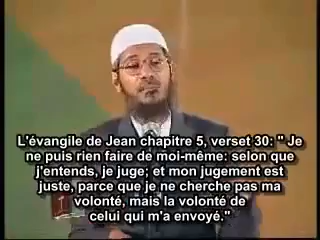 L'évangile de Jean chapitre 5, verset 30: " Je
ne puis rien faire de moi-même: selon que
j'entends, je juge; et mon jugement est
juste, parce que je ne cherche pas ma
volonté, mais la volonté de
celui qui m'a envoyé."